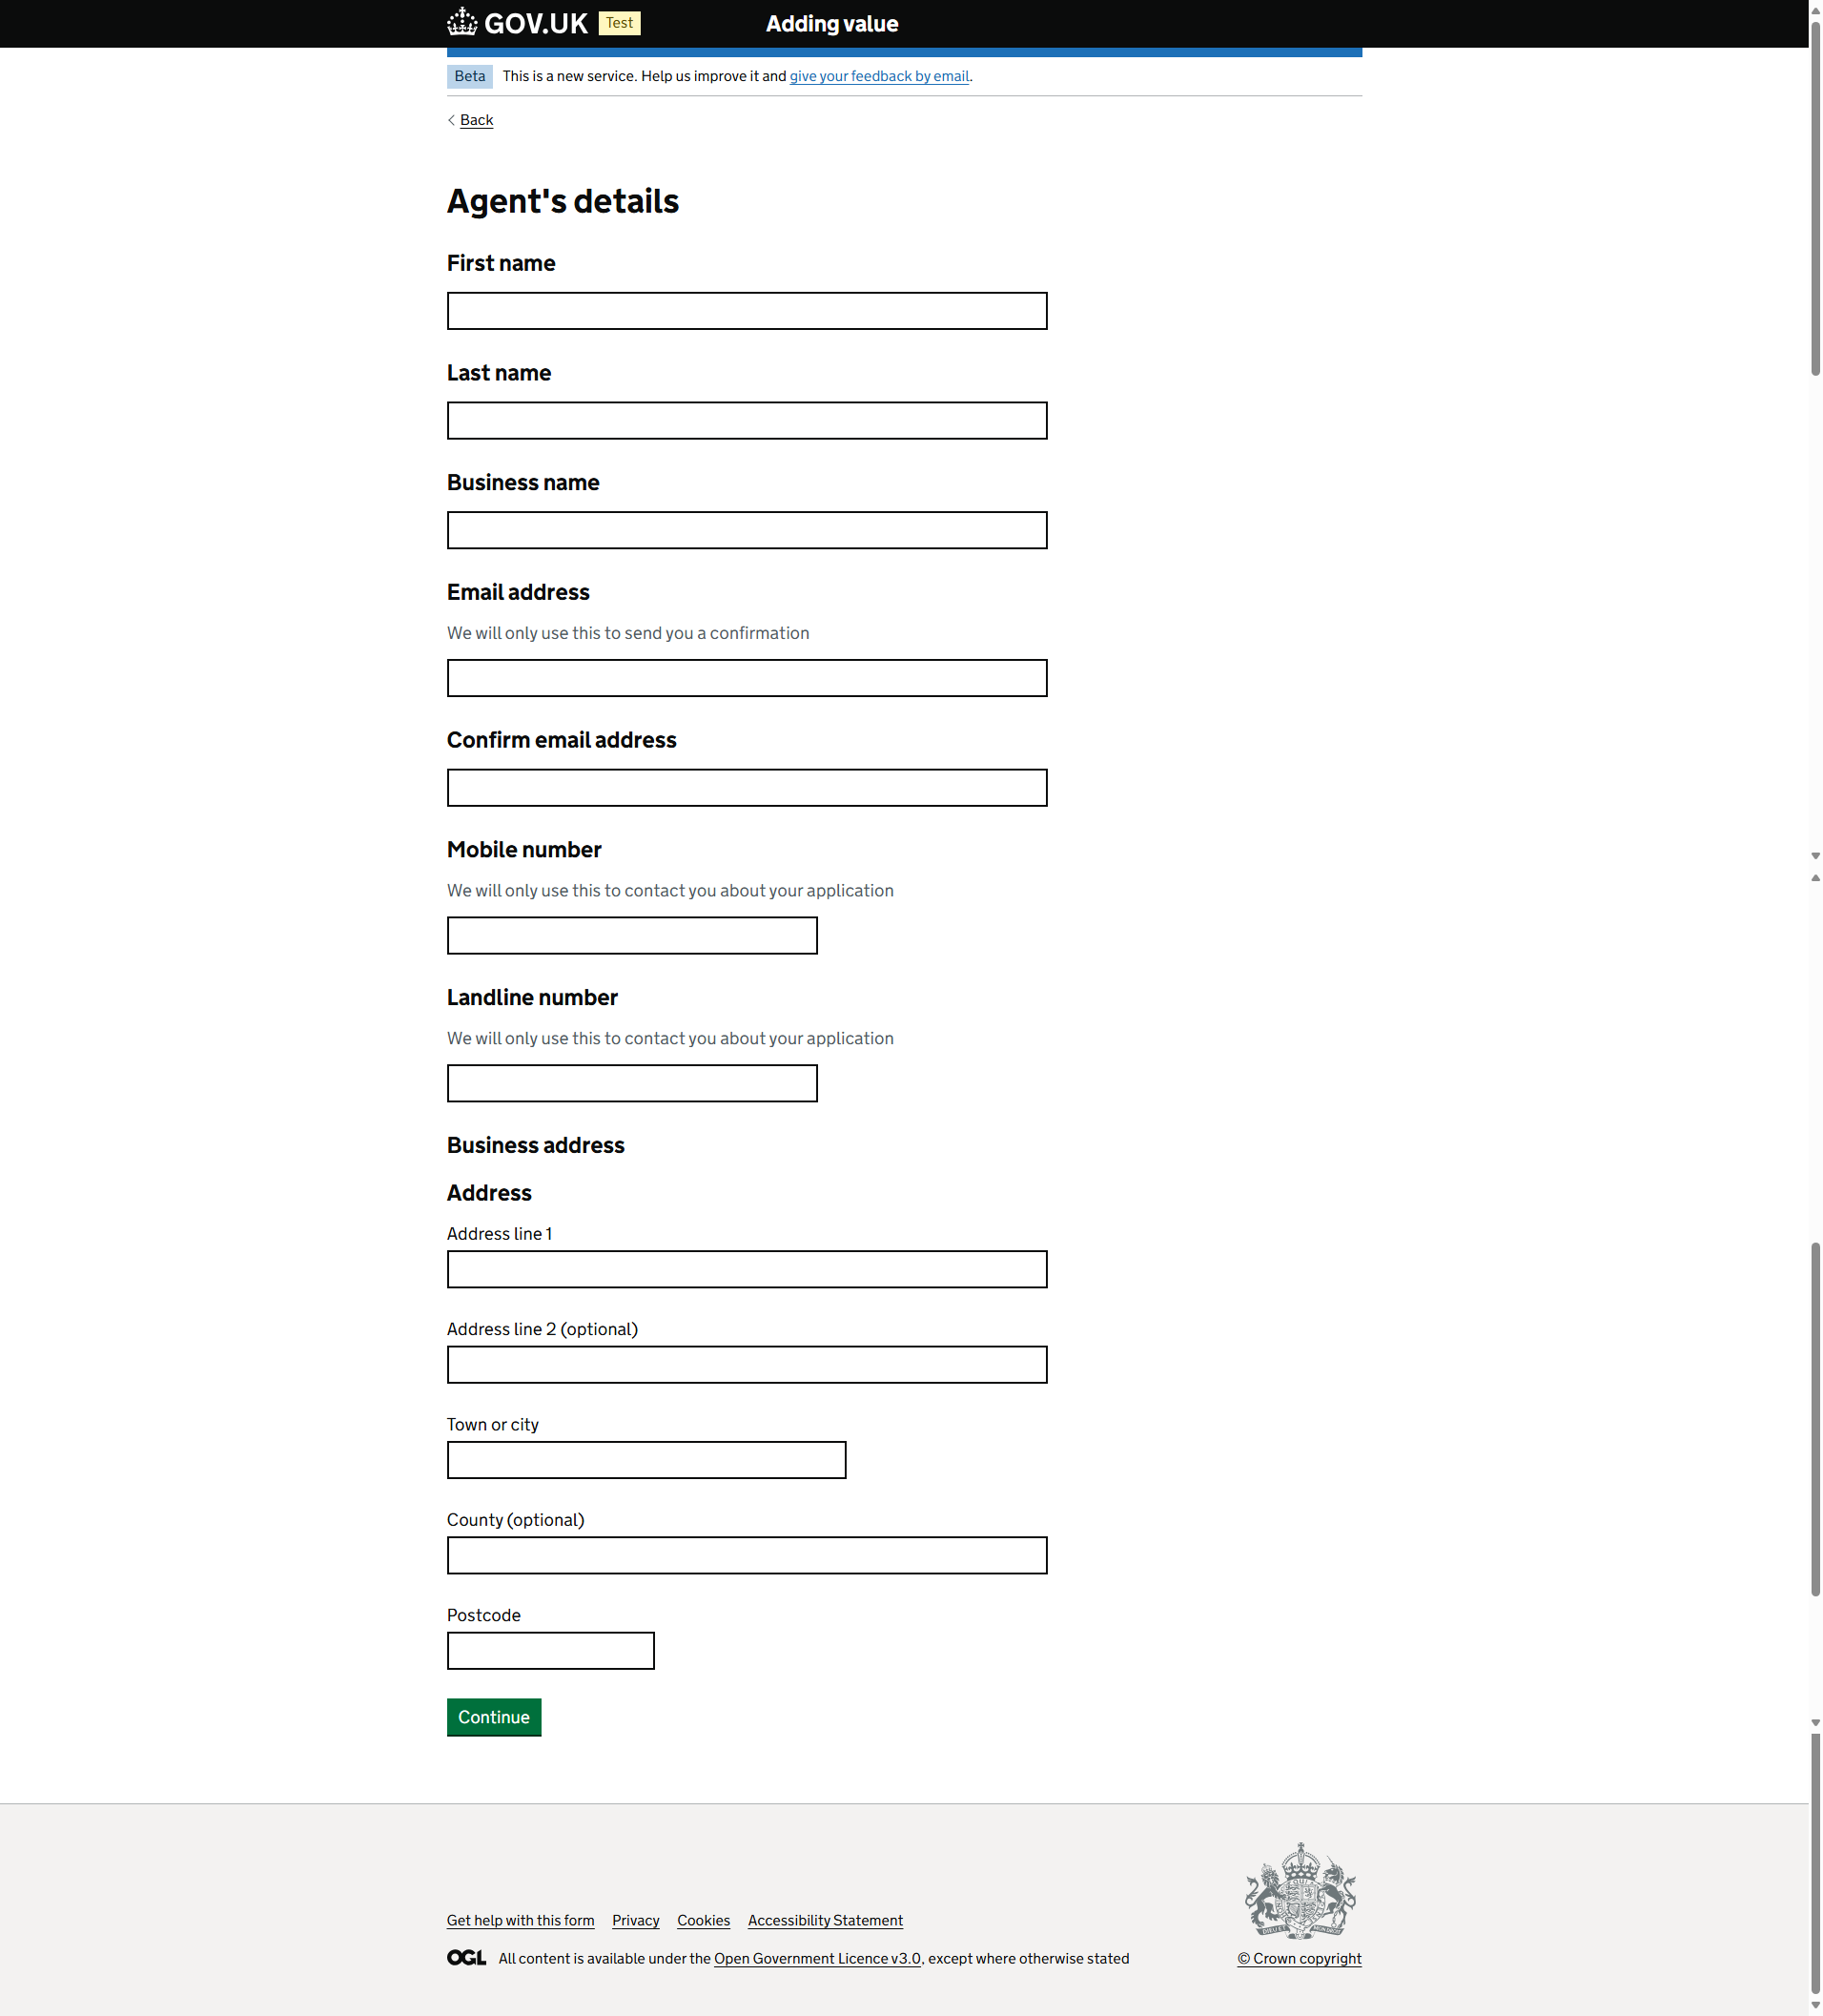 GOV.UK Test Adding value
Beta This is a new service. Help us improve it and give your feedback by email.
Back
Agent's details
First name
Last name
Business name
Email address
We will only use this to send you a confirmation
Confirm email address
Mobile number
We will only use this to contact you about your application
Landline number
We will only use this to contact you about your application
Business address
Address
Address line 1
Address line 2 (optional)
Town or city
County (optional)
Postcode
Continue
Get help with this form Privacy Cookies Accessibility Statement
OGL All content is available under the Open Government Licence v3.0, except where otherwise stated
© Crown copyright